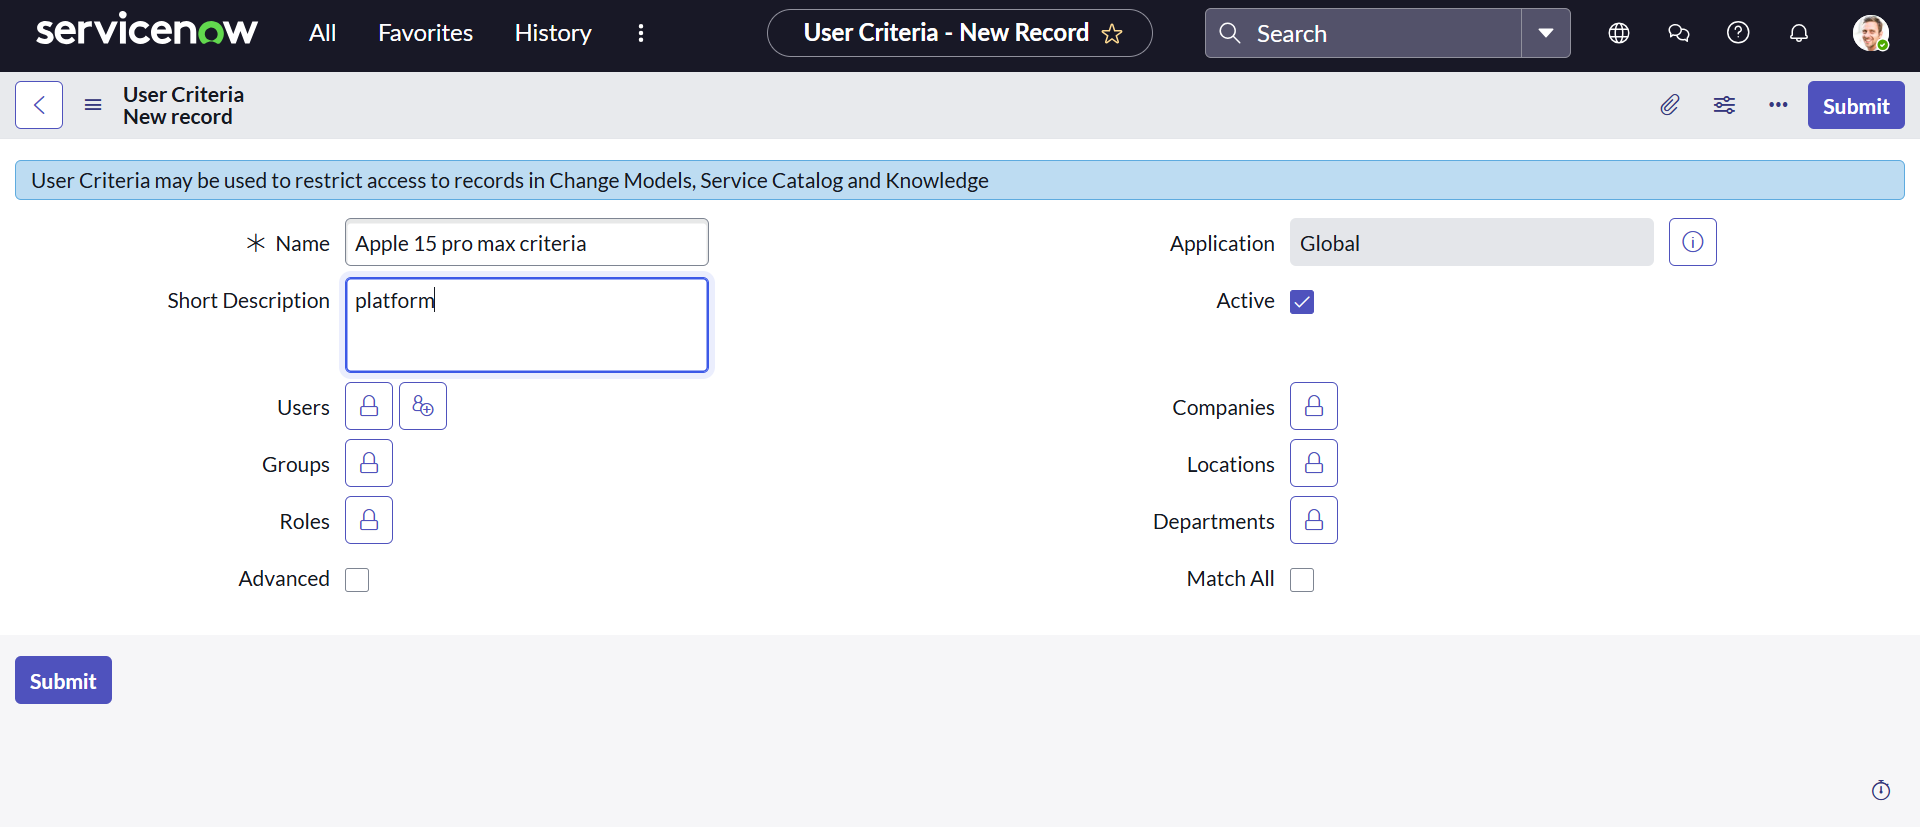 servicenow All Favorites History User Criteria - New Record Search
User Criteria
New record
Submit
User Criteria may be used to restrict access to records in Change Models, Service Catalog and Knowledge
Name Apple 15 pro max criteria Application Global
Short Description platform Active
Users Companies
Groups Locations
Roles Departments
Advanced Match All
Submit